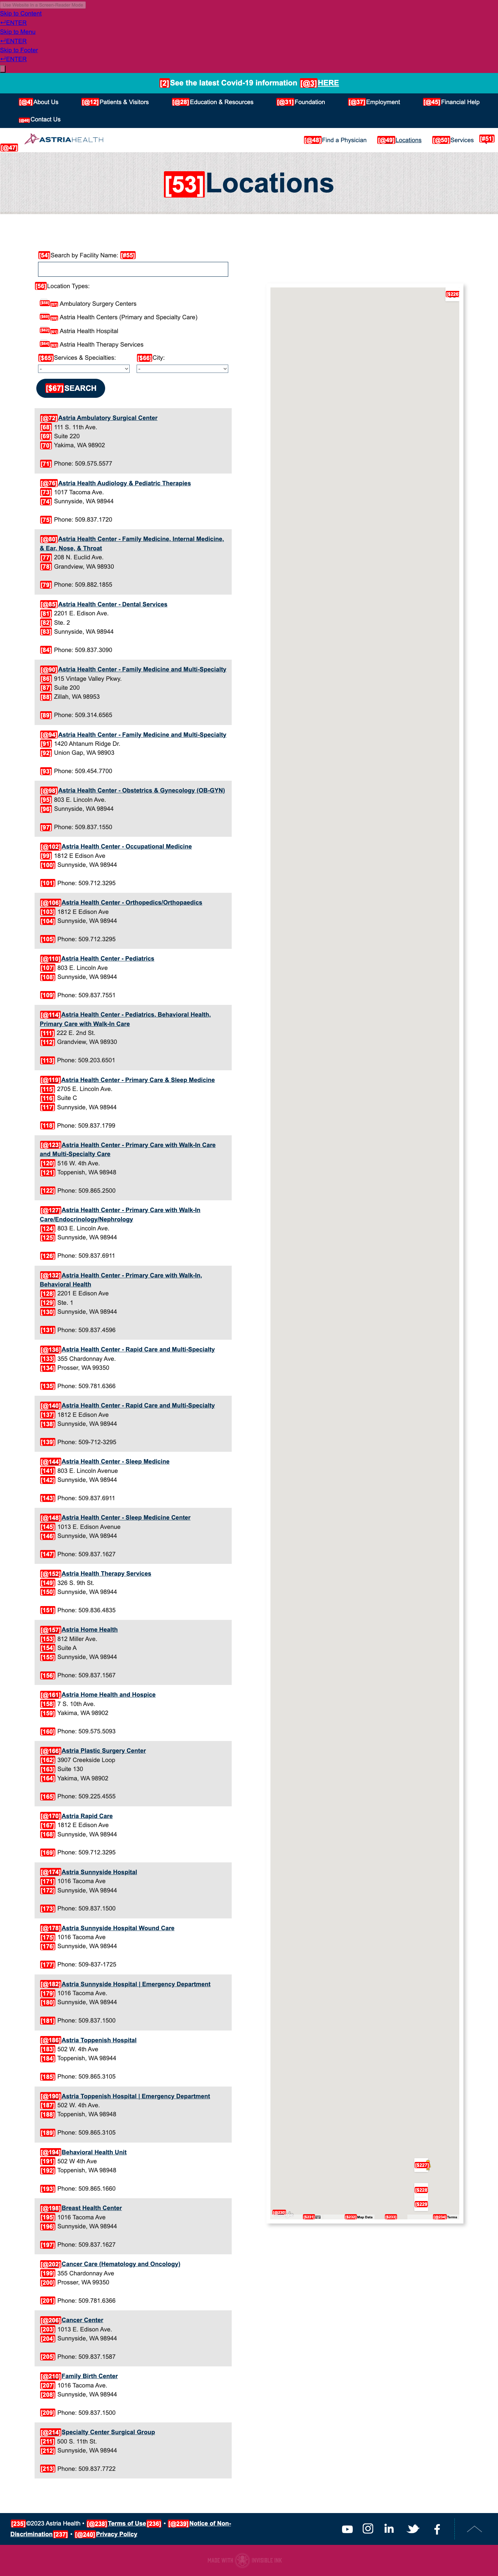 Skip to Content
↵ENTER
Skip to Menu
↵ENTER
Skip to Footer
↵ENTER
[2]See the latest Covid-19 information [@3]HERE
[@4]About Us [@12]Patients & Visitors [@28]Education & Resources [@31]Foundation [@37]Employment [@45]Financial Help
Contact Us
[@47] ASTRIAHEALTH [@48]Find a Physician [@49]Locations [@50]Services [#51]
[53]Locations
[54]Search by Facility Name: [#55]
[56]Location Types:
Ambulatory Surgery Centers
Astria Health Centers (Primary and Specialty Care)
Astria Health Hospital
Astria Health Therapy Services
[$65]Services & Specialties: [$66]City:
[$67]SEARCH
[@72]Astria Ambulatory Surgical Center
[68] 111 S. 11th Ave.
[69] Suite 220
[70] Yakima, WA 98902
[71] Phone: 509.575.5577
[@76]Astria Health Audiology & Pediatric Therapies
[73] 1017 Tacoma Ave.
[74] Sunnyside, WA 98944
[75] Phone: 509.837.1720
[@80]Astria Health Center - Family Medicine, Internal Medicine,
& Ear, Nose, & Throat
[77] 208 N. Euclid Ave.
[78] Grandview, WA 98930
[79] Phone: 509.882.1855
[@85]Astria Health Center - Dental Services
[81] 2201 E. Edison Ave.
[82] Ste. 2
[83] Sunnyside, WA 98944
[84] Phone: 509.837.3090
[@90]Astria Health Center - Family Medicine and Multi-Specialty
[86] 915 Vintage Valley Pkwy.
[87] Suite 200
[88] Zillah, WA 98953
[89] Phone: 509.314.6565
[@94]Astria Health Center - Family Medicine and Multi-Specialty
[91] 1420 Ahtanum Ridge Dr.
[92] Union Gap, WA 98903
[93] Phone: 509.454.7700
[@98]Astria Health Center - Obstetrics & Gynecology (OB-GYN)
[95] 803 E. Lincoln Ave.
[96] Sunnyside, WA 98944
[97] Phone: 509.837.1550
[@102]Astria Health Center - Occupational Medicine
[99] 1812 E Edison Ave
[100] Sunnyside, WA 98944
[101] Phone: 509.712.3295
[@106]Astria Health Center - Orthopedics/Orthopaedics
[103] 1812 E Edison Ave
[104] Sunnyside, WA 98944
[105] Phone: 509.712.3295
[@110]Astria Health Center - Pediatrics
[107] 803 E. Lincoln Ave
[108] Sunnyside, WA 98944
[109] Phone: 509.837.7551
[@114]Astria Health Center - Pediatrics, Behavioral Health,
Primary Care with Walk-In Care
[111] 222 E. 2nd St.
[112] Grandview, WA 98930
[113] Phone: 509.203.6501
[@119]Astria Health Center - Primary Care & Sleep Medicine
[115] 2705 E. Lincoln Ave.
[116] Suite C
[117] Sunnyside, WA 98944
[118] Phone: 509.837.1799
[@123]Astria Health Center - Primary Care with Walk-In Care
and Multi-Specialty Care
[120] 516 W. 4th Ave.
[121] Toppenish, WA 98948
[122] Phone: 509.865.2500
[@127]Astria Health Center - Primary Care with Walk-In
Care/Endocrinology/Nephrology
[124] 803 E. Lincoln Ave.
[125] Sunnyside, WA 98944
[126] Phone: 509.837.6911
[@132]Astria Health Center - Primary Care with Walk-In,
Behavioral Health
[128] 2201 E Edison Ave
[129] Ste. 1
[130] Sunnyside, WA 98944
[131] Phone: 509.837.4596
[@136]Astria Health Center - Rapid Care and Multi-Specialty
[133] 355 Chardonnay Ave.
[134] Prosser, WA 99350
[135] Phone: 509.781.6366
[@140]Astria Health Center - Rapid Care and Multi-Specialty
[137] 1812 E Edison Ave
[138] Sunnyside, WA 98944
[139] Phone: 509-712-3295
[@144]Astria Health Center - Sleep Medicine
[141] 803 E. Lincoln Avenue
[142] Sunnyside, WA 98944
[143] Phone: 509.837.6911
[@148]Astria Health Center - Sleep Medicine Center
[145] 1013 E. Edison Avenue
[146] Sunnyside, WA 98944
[147] Phone: 509.837.1627
[@152]Astria Health Therapy Services
[149] 326 S. 9th St.
[150] Sunnyside, WA 98944
[151] Phone: 509.836.4835
[@157]Astria Home Health
[153] 812 Miller Ave.
[154] Suite A
[155] Sunnyside, WA 98944
[156] Phone: 509.837.1567
[@161]Astria Home Health and Hospice
[158] 7 S. 10th Ave.
[159] Yakima, WA 98902
[160] Phone: 509.575.5093
[@166]Astria Plastic Surgery Center
[162] 3907 Creekside Loop
[163] Suite 130
[164] Yakima, WA 98902
[165] Phone: 509.225.4555
[@170]Astria Rapid Care
[167] 1812 E Edison Ave
[168] Sunnyside, WA 98944
[169] Phone: 509.712.3295
[@174]Astria Sunnyside Hospital
[171] 1016 Tacoma Ave
[172] Sunnyside, WA 98944
[173] Phone: 509.837.1500
[@178]Astria Sunnyside Hospital Wound Care
[175] 1016 Tacoma Ave
[176] Sunnyside, WA 98944
[177] Phone: 509-837-1725
[@182]Astria Sunnyside Hospital | Emergency Department
[179] 1016 Tacoma Ave.
[180] Sunnyside, WA 98944
[181] Phone: 509.837.1500
[@186]Astria Toppenish Hospital
[183] 502 W. 4th Ave
[184] Toppenish, WA 98944
[185] Phone: 509.865.3105
[@190]Astria Toppenish Hospital | Emergency Department
[187] 502 W. 4th Ave.
[188] Toppenish, WA 98948
[189] Phone: 509.865.3105
[@194]Behavioral Health Unit
[191] 502 W 4th Ave
[192] Toppenish, WA 98948
[193] Phone: 509.865.1660
[@198]Breast Health Center
[195] 1016 Tacoma Ave
[196] Sunnyside, WA 98944
[197] Phone: 509.837.1627
[@202]Cancer Care (Hematology and Oncology)
[199] 355 Chardonnay Ave
[200] Prosser, WA 99350
[201] Phone: 509.781.6366
[@206]Cancer Center
[203] 1013 E. Edison Ave.
[204] Sunnyside, WA 98944
[205] Phone: 509.837.1587
[@210]Family Birth Center
[207] 1016 Tacoma Ave.
[208] Sunnyside, WA 98944
[209] Phone: 509.837.1500
[@214]Specialty Center Surgical Group
[211] 500 S. 11th St.
[212] Sunnyside, WA 98944
[213] Phone: 509.837.7722
[$227]
Map Data
Terms
[235]©2023 Astria Health • [@238]Terms of Use[236] • [@239]Notice of Non-
Discrimination[237] • [@240]Privacy Policy